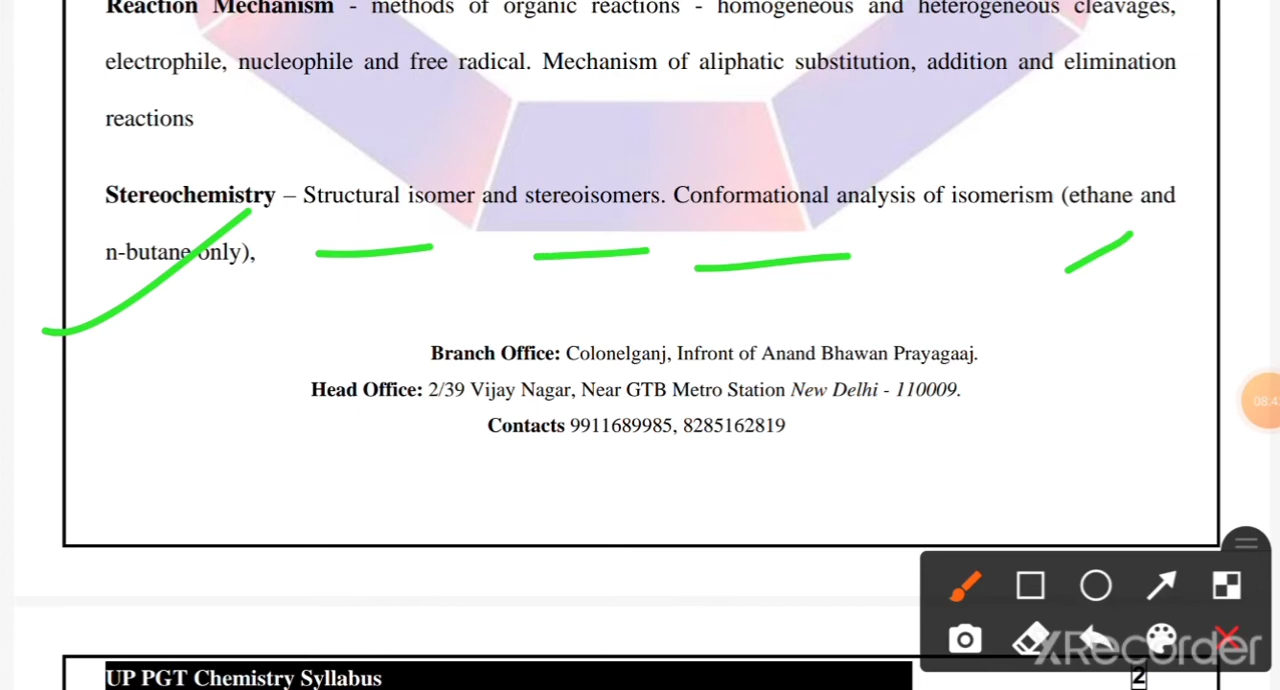 Reaction Mechanism - methods of organic reactions - homogeneous and heterogeneous cleavages,
electrophile, nucleophile and free radical. Mechanism of aliphatic substitution, addition and elimination
reactions
Stereochemistry – Structural isomer and stereoisomers. Conformational analysis of isomerism (ethane and
n-butane only),
Branch Office: Colonelganj, Infront of Anand Bhawan Prayagaaj.
Head Office: 2/39 Vijay Nagar, Near GTB Metro Station New Delhi - 110009.
Contacts 9911689985, 8285162819
XRecorder
UP PGT Chemistry Syllabus 2